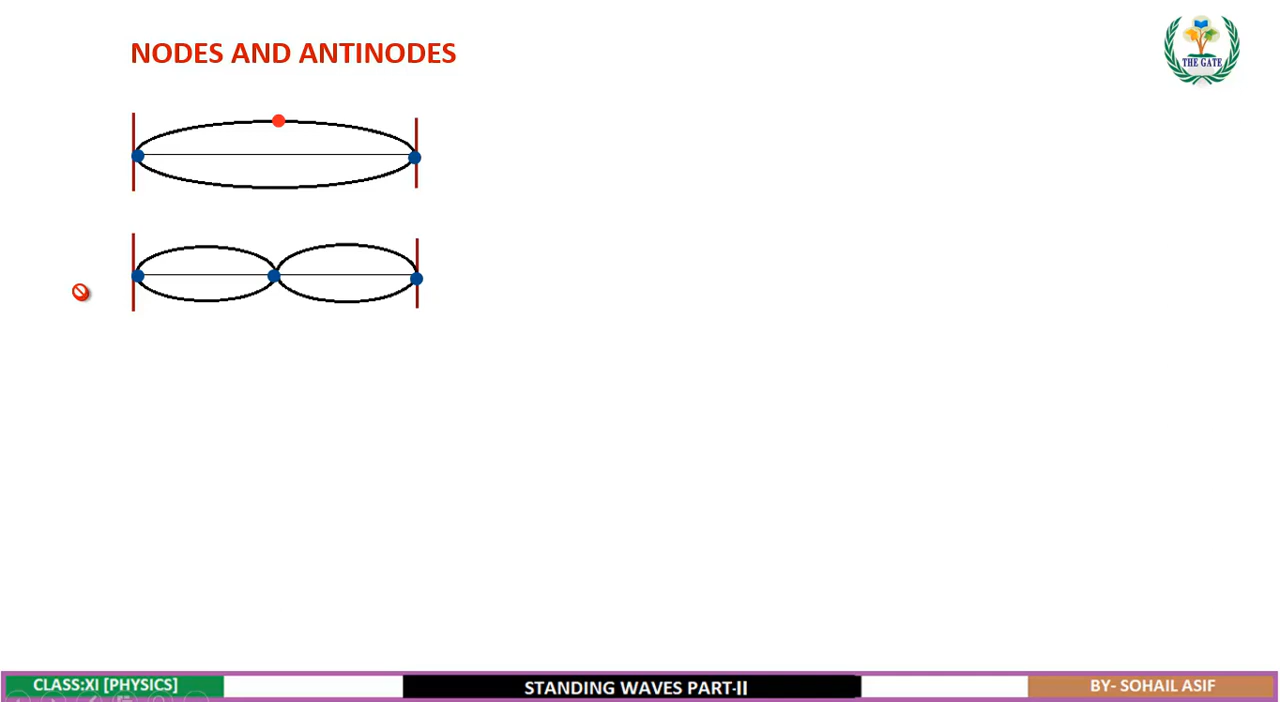 NODES AND ANTINODES
THE GATE
CLASS:XI [PHYSICS]
STANDING WAVES PART-II
BY- SOHAIL ASIF